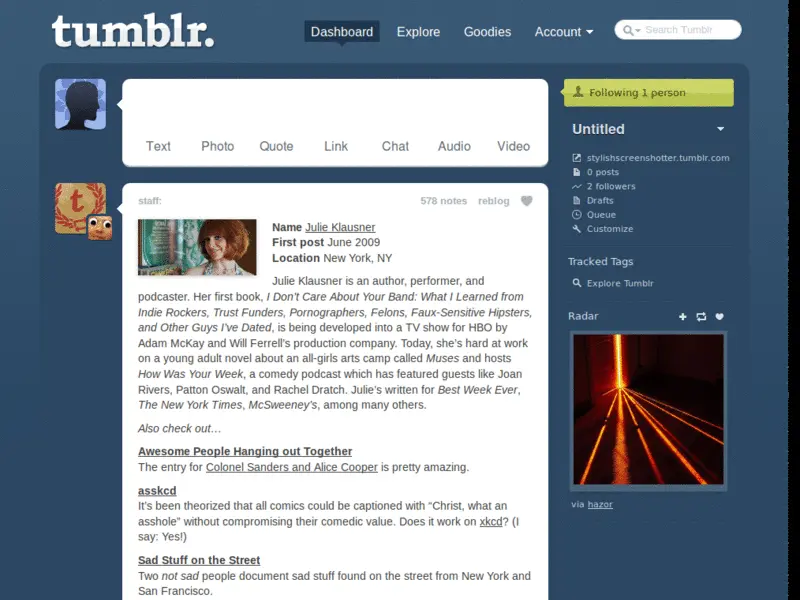 tumblr.
Dashboard
Explore
Goodies
Account
Search Tumblr
Text
Photo
Quote
Link
Chat
Audio
Video
staff:
578 notes
reblog
Name Julie Klausner
First post June 2009
Location New York, NY
Julie Klausner is an author, performer, and
podcaster. Her first book, I Don't Care About Your Band: What I Learned from
Indie Rockers, Trust Funders, Pornographers, Felons, Faux-Sensitive Hipsters,
and Other Guys I've Dated, is being developed into a TV show for HBO by
Adam McKay and Will Ferrell's production company. Today, she's hard at work
on a young adult novel about an all-girls arts camp called Muses and hosts
How Was Your Week, a comedy podcast which has featured guests like Joan
Rivers, Patton Oswalt, and Rachel Dratch. Julie's written for Best Week Ever,
The New York Times, McSweeney's, among many others.
Also check out…
Awesome People Hanging out Together
The entry for Colonel Sanders and Alice Cooper is pretty amazing.
asskcd
It's been theorized that all comics could be captioned with “Christ, what an
asshole” without compromising their comedic value. Does it work on xkcd? (I
say: Yes!)
Sad Stuff on the Street
Two not sad people document sad stuff found on the street from New York and
San Francisco.
Following 1 person
Untitled
stylishscreenshotter.tumblr.com
0 posts
2 followers
Drafts
Queue
Customize
Tracked Tags
Explore Tumblr
Radar
via hazor